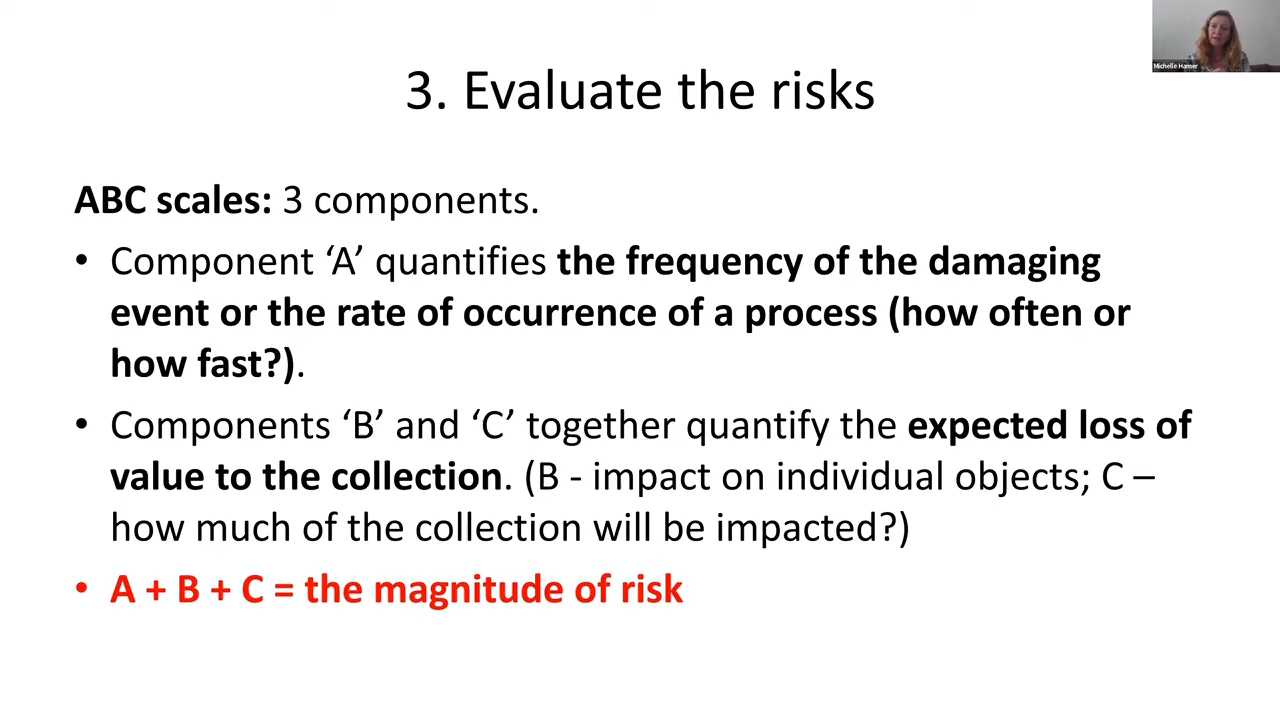 Michelle Hamer
3. Evaluate the risks
ABC scales: 3 components.
• Component ‘A’ quantifies the frequency of the damaging
event or the rate of occurrence of a process (how often or
how fast?).
• Components ‘B’ and ‘C’ together quantify the expected loss of
value to the collection. (B - impact on individual objects; C –
how much of the collection will be impacted?)
• A + B + C = the magnitude of risk